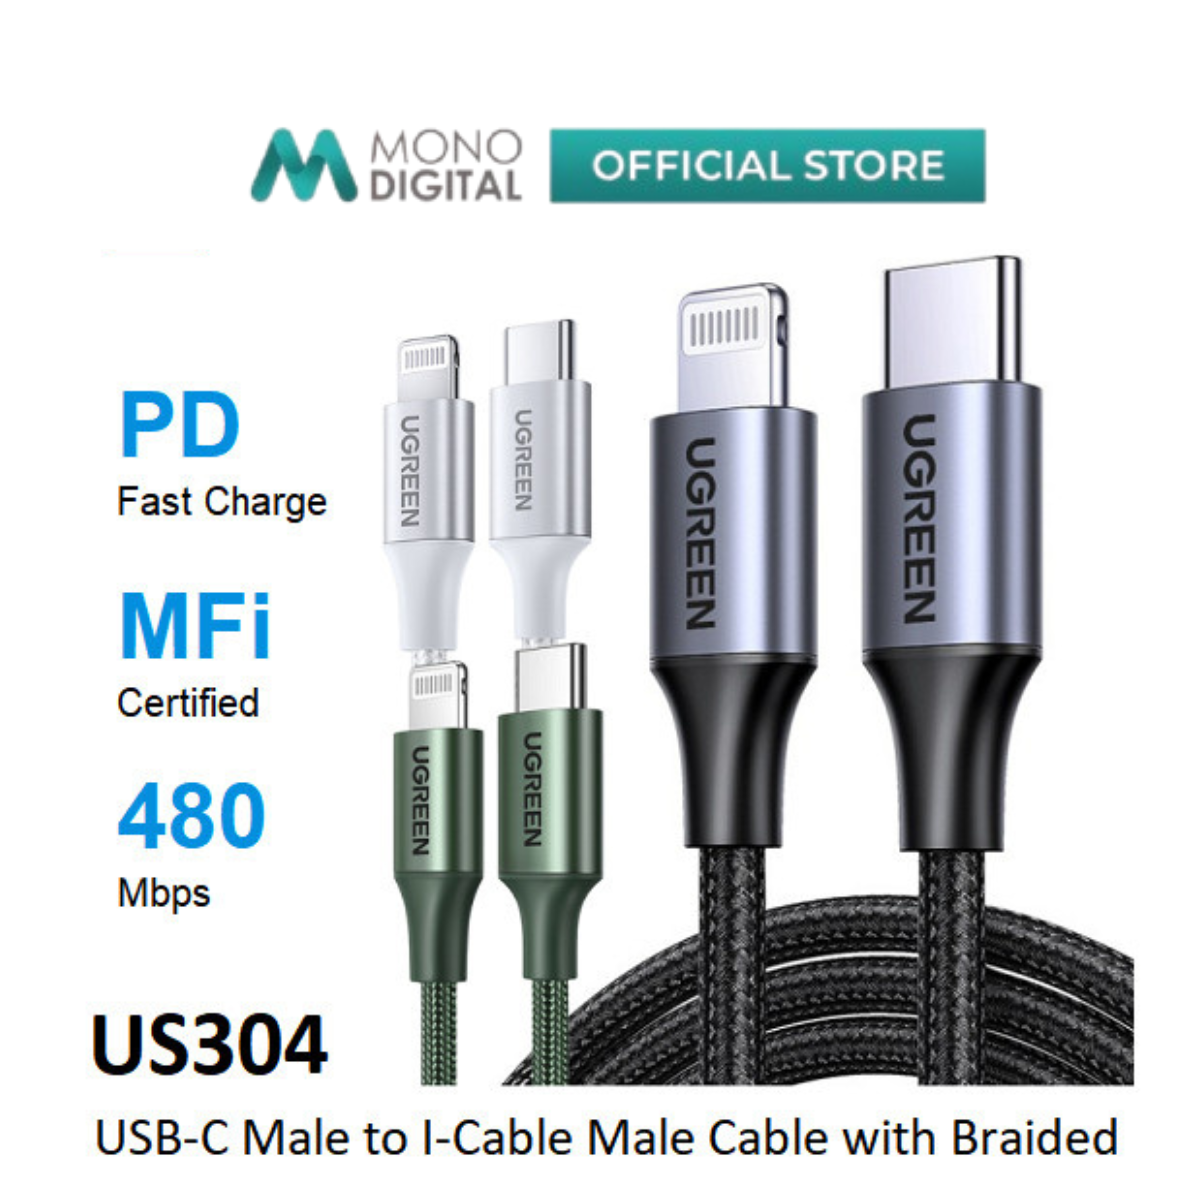 MONO
DIGITAL
OFFICIAL STORE
PD
Fast Charge
MFi
Certified
480
Mbps
UGREEN
UGREEN
UGREEN
UGREEN
UGREEN
UGREEN
US304
USB-C Male to I-Cable Male Cable with Braided